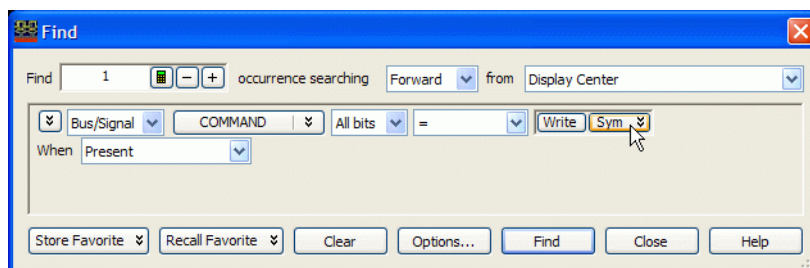 Find
Find 1 − + occurrence searching Forward from Display Center
Bus/Signal COMMAND All bits = Write Sym
When Present
Store Favorite Recall Favorite Clear Options... Find Close Help